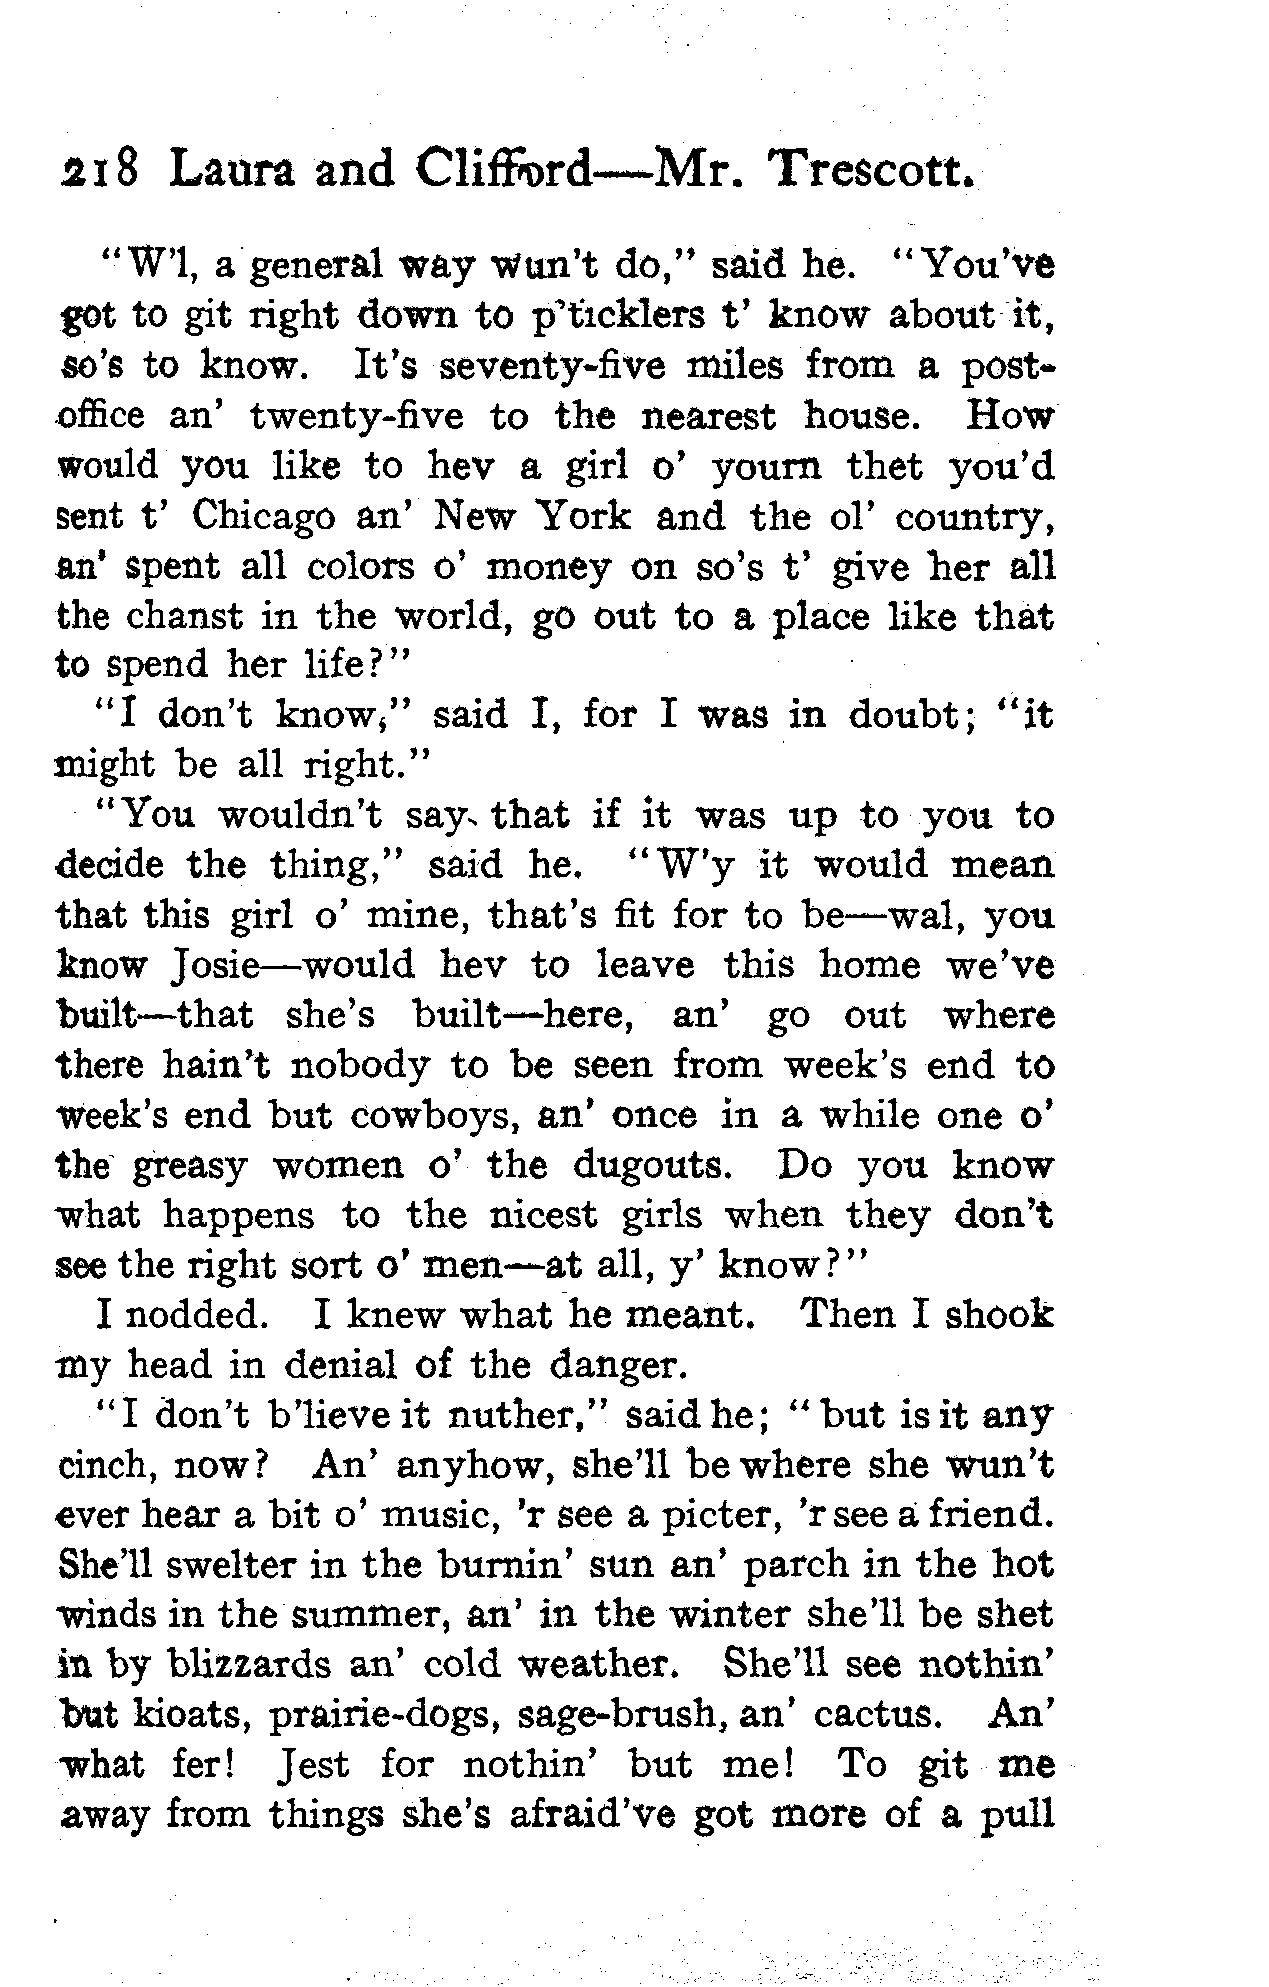 218 Laura and Clifford—Mr. Trescott.
"W'l, a general way wun't do," said he. "You've
got to git right down to p'ticklers t' know about it,
so's to know. It's seventy-five miles from a post-
office an' twenty-five to the nearest house. How
would you like to hev a girl o' yourn thet you'd
sent t' Chicago an' New York and the ol' country,
an' spent all colors o' money on so's t' give her all
the chanst in the world, go out to a place like that
to spend her life?"
"I don't know," said I, for I was in doubt; "it
might be all right."
"You wouldn't say that if it was up to you to
decide the thing," said he. "W'y it would mean
that this girl o' mine, that's fit for to be—wal, you
know Josie—would hev to leave this home we've
built—that she's built—here, an' go out where
there hain't nobody to be seen from week's end to
week's end but cowboys, an' once in a while one o'
the greasy women o' the dugouts. Do you know
what happens to the nicest girls when they don't
see the right sort o' men—at all, y' know?"
I nodded. I knew what he meant. Then I shook
my head in denial of the danger.
"I don't b'lieve it nuther," said he; "but is it any
cinch, now? An' anyhow, she'll be where she wun't
ever hear a bit o' music, 'r see a picter, 'r see a friend.
She'll swelter in the burnin' sun an' parch in the hot
winds in the summer, an' in the winter she'll be shet
in by blizzards an' cold weather. She'll see nothin'
but kioats, prairie-dogs, sage-brush, an' cactus. An'
what fer! Jest for nothin' but me! To git me
away from things she's afraid've got more of a pull